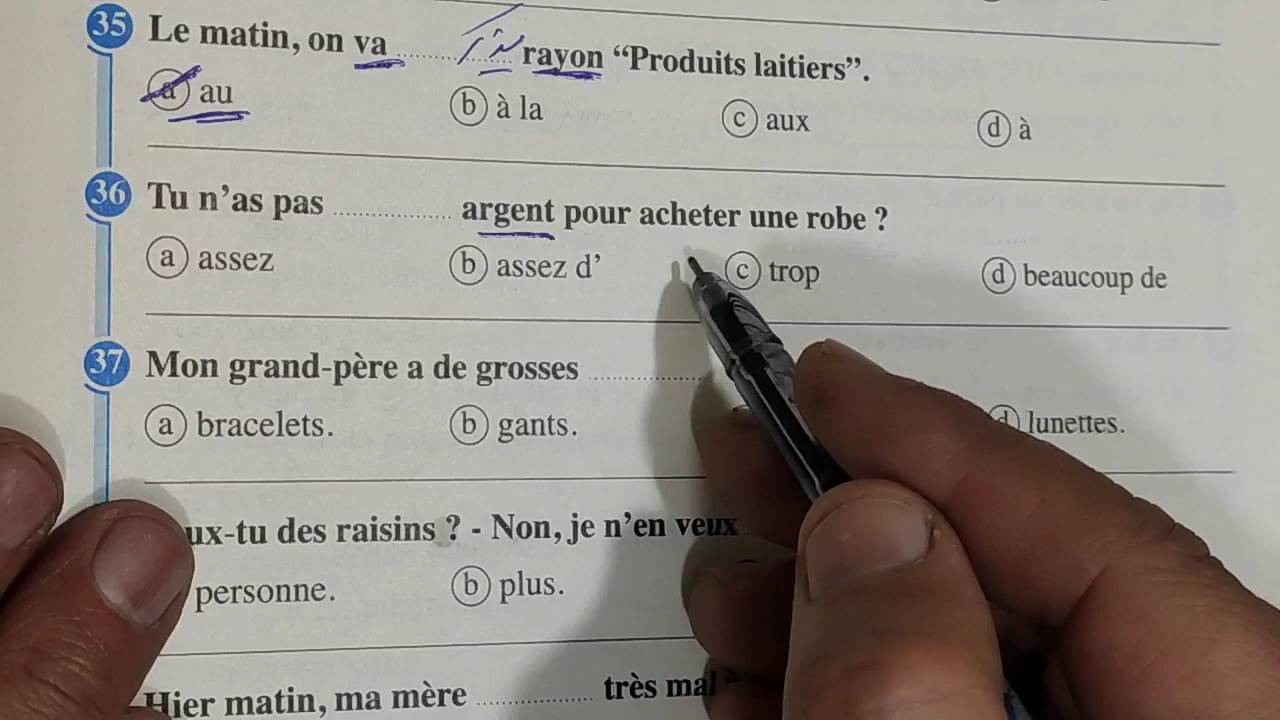 35 Le matin, on va ............ rayon “Produits laitiers”.
a au b à la c aux d à
36 Tu n’as pas ............ argent pour acheter une robe ?
a assez b assez d’ c trop d beaucoup de
37 Mon grand-père a de grosses ............
a bracelets. b gants. d lunettes.
ux-tu des raisins ? - Non, je n’en veux
personne. b plus.
Hier matin, ma mère ............ très mal